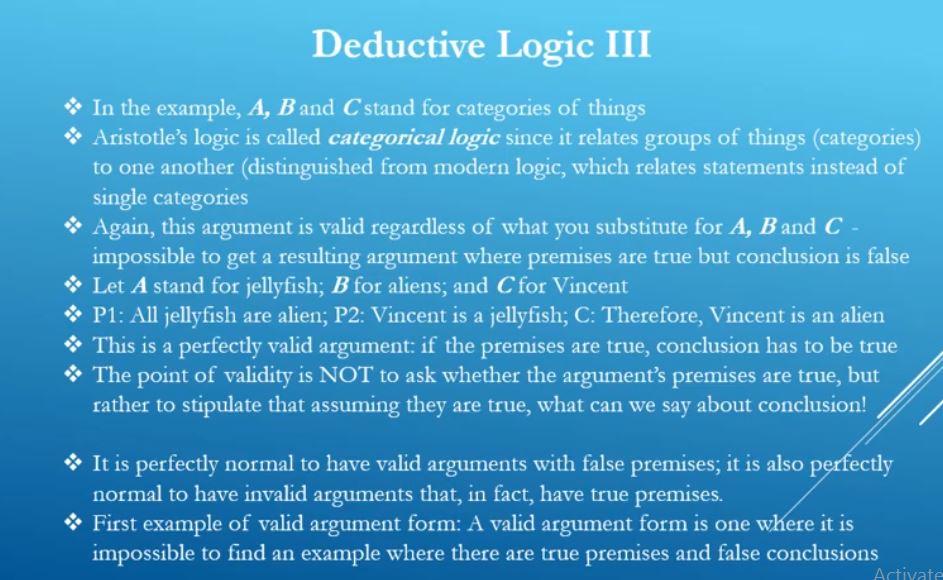 Deductive Logic III
❖ In the example, A, B and C stand for categories of things
❖ Aristotle's logic is called categorical logic since it relates groups of things (categories)
to one another (distinguished from modern logic, which relates statements instead of
single categories
❖ Again, this argument is valid regardless of what you substitute for A, B and C -
impossible to get a resulting argument where premises are true but conclusion is false
❖ Let A stand for jellyfish; B for aliens; and C for Vincent
❖ P1: All jellyfish are alien; P2: Vincent is a jellyfish; C: Therefore, Vincent is an alien
❖ This is a perfectly valid argument: if the premises are true, conclusion has to be true
❖ The point of validity is NOT to ask whether the argument's premises are true, but
rather to stipulate that assuming they are true, what can we say about conclusion!
❖ It is perfectly normal to have valid arguments with false premises; it is also perfectly
normal to have invalid arguments that, in fact, have true premises.
❖ First example of valid argument form: A valid argument form is one where it is
impossible to find an example where there are true premises and false conclusions
Activate